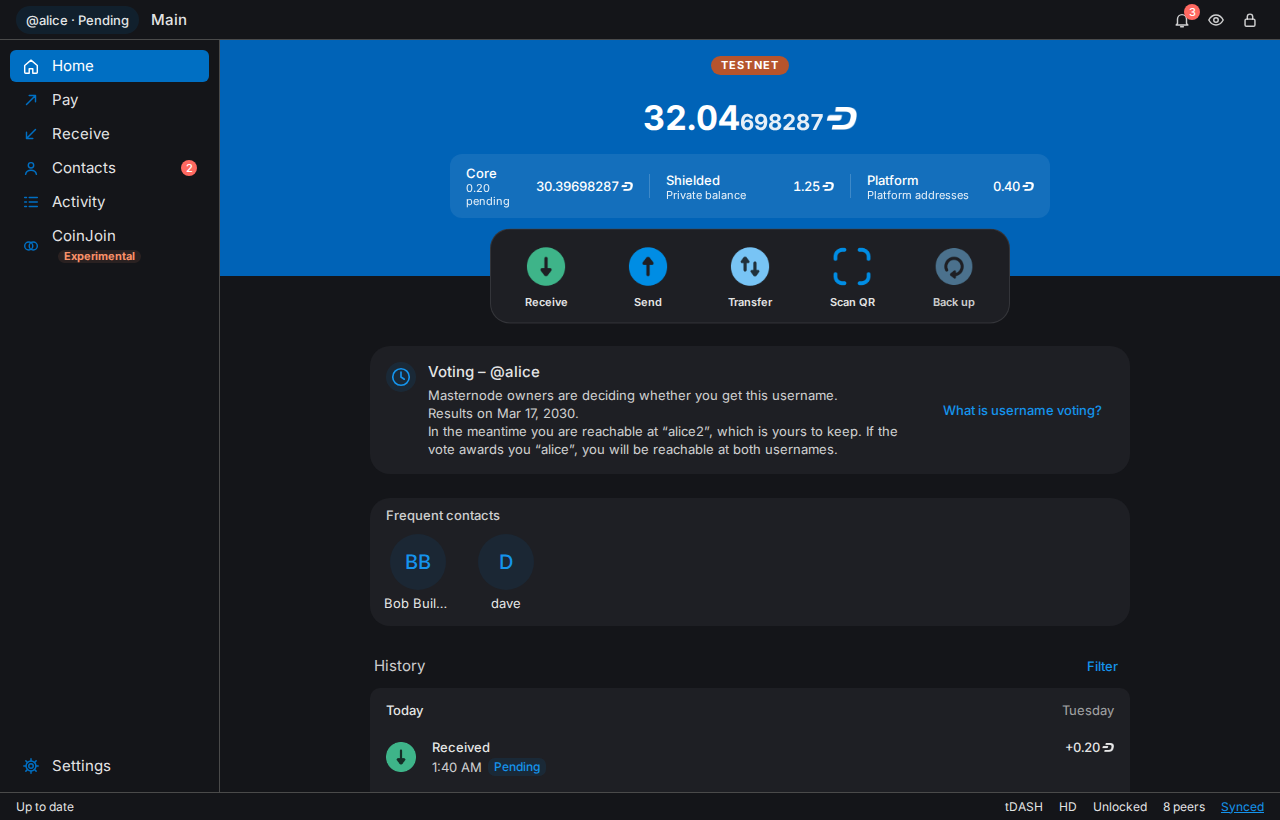 @alice · Pending
Main
3
Home
Pay
Receive
Contacts
2
Activity
CoinJoin
Experimental
Settings
TESTNET
32.04698287
Core
0.20 pending
30.39698287
Shielded
Private balance
1.25
Platform
Platform addresses
0.40
Receive
Send
Transfer
Scan QR
Back up
Voting – @alice
Masternode owners are deciding whether you get this username.
Results on Mar 17, 2030.
In the meantime you are reachable at “alice2”, which is yours to keep. If the
vote awards you “alice”, you will be reachable at both usernames.
What is username voting?
Frequent contacts
BB
Bob Buil...
D
dave
History
Filter
Today
Tuesday
Received
1:40 AM
Pending
+0.20
Up to date
tDASH
HD
Unlocked
8 peers
Synced